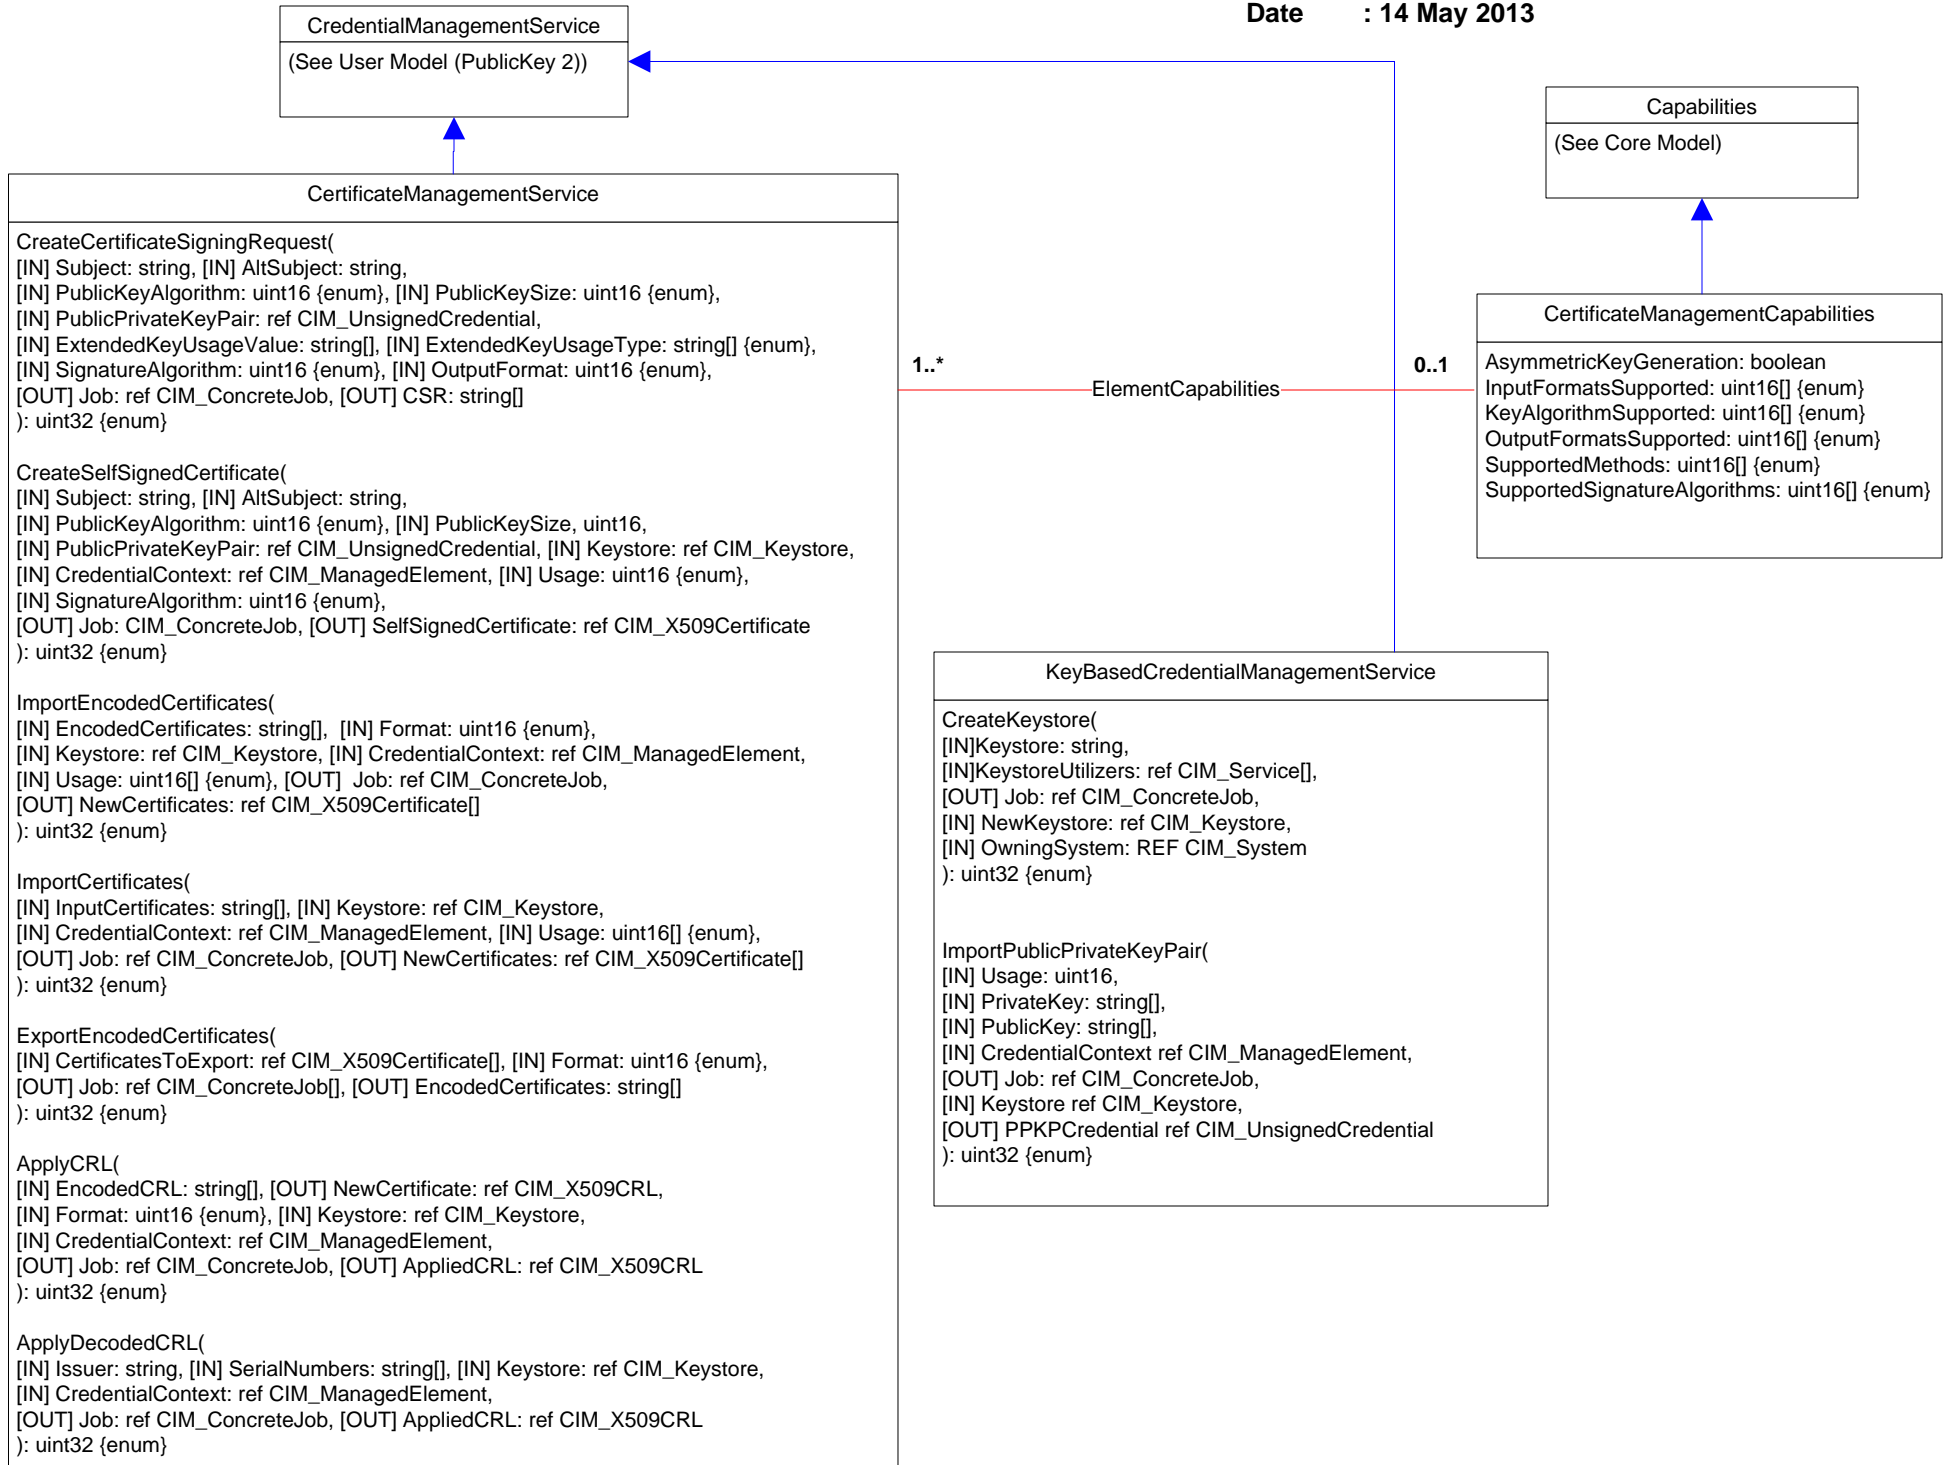 Date : 14 May 2013
CredentialManagementService
(See User Model (PublicKey 2))
Capabilities
(See Core Model)
CertificateManagementService
CreateCertificateSigningRequest(
[IN] Subject: string, [IN] AltSubject: string,
[IN] PublicKeyAlgorithm: uint16 {enum}, [IN] PublicKeySize: uint16 {enum},
[IN] PublicPrivateKeyPair: ref CIM_UnsignedCredential,
[IN] ExtendedKeyUsageValue: string[], [IN] ExtendedKeyUsageType: string[] {enum},
[IN] SignatureAlgorithm: uint16 {enum}, [IN] OutputFormat: uint16 {enum},
[OUT] Job: ref CIM_ConcreteJob, [OUT] CSR: string[]
): uint32 {enum}
CreateSelfSignedCertificate(
[IN] Subject: string, [IN] AltSubject: string,
[IN] PublicKeyAlgorithm: uint16 {enum}, [IN] PublicKeySize, uint16,
[IN] PublicPrivateKeyPair: ref CIM_UnsignedCredential, [IN] Keystore: ref CIM_Keystore,
[IN] CredentialContext: ref CIM_ManagedElement, [IN] Usage: uint16 {enum},
[IN] SignatureAlgorithm: uint16 {enum},
[OUT] Job: CIM_ConcreteJob, [OUT] SelfSignedCertificate: ref CIM_X509Certificate
): uint32 {enum}
ImportEncodedCertificates(
[IN] EncodedCertificates: string[], [IN] Format: uint16 {enum},
[IN] Keystore: ref CIM_Keystore, [IN] CredentialContext: ref CIM_ManagedElement,
[IN] Usage: uint16[] {enum}, [OUT] Job: ref CIM_ConcreteJob,
[OUT] NewCertificates: ref CIM_X509Certificate[]
): uint32 {enum}
ImportCertificates(
[IN] InputCertificates: string[], [IN] Keystore: ref CIM_Keystore,
[IN] CredentialContext: ref CIM_ManagedElement, [IN] Usage: uint16[] {enum},
[OUT] Job: ref CIM_ConcreteJob, [OUT] NewCertificates: ref CIM_X509Certificate[]
): uint32 {enum}
ExportEncodedCertificates(
[IN] CertificatesToExport: ref CIM_X509Certificate[], [IN] Format: uint16 {enum},
[OUT] Job: ref CIM_ConcreteJob[], [OUT] EncodedCertificates: string[]
): uint32 {enum}
ApplyCRL(
[IN] EncodedCRL: string[], [OUT] NewCertificate: ref CIM_X509CRL,
[IN] Format: uint16 {enum}, [IN] Keystore: ref CIM_Keystore,
[IN] CredentialContext: ref CIM_ManagedElement,
[OUT] Job: ref CIM_ConcreteJob, [OUT] AppliedCRL: ref CIM_X509CRL
): uint32 {enum}
ApplyDecodedCRL(
[IN] Issuer: string, [IN] SerialNumbers: string[], [IN] Keystore: ref CIM_Keystore,
[IN] CredentialContext: ref CIM_ManagedElement,
[OUT] Job: ref CIM_ConcreteJob, [OUT] AppliedCRL: ref CIM_X509CRL
): uint32 {enum}
1..*
ElementCapabilities
0..1
CertificateManagementCapabilities
AsymmetricKeyGeneration: boolean
InputFormatsSupported: uint16[] {enum}
KeyAlgorithmSupported: uint16[] {enum}
OutputFormatsSupported: uint16[] {enum}
SupportedMethods: uint16[] {enum}
SupportedSignatureAlgorithms: uint16[] {enum}
KeyBasedCredentialManagementService
CreateKeystore(
[IN]Keystore: string,
[IN]KeystoreUtilizers: ref CIM_Service[],
[OUT] Job: ref CIM_ConcreteJob,
[IN] NewKeystore: ref CIM_Keystore,
[IN] OwningSystem: REF CIM_System
): uint32 {enum}
ImportPublicPrivateKeyPair(
[IN] Usage: uint16,
[IN] PrivateKey: string[],
[IN] PublicKey: string[],
[IN] CredentialContext ref CIM_ManagedElement,
[OUT] Job: ref CIM_ConcreteJob,
[IN] Keystore ref CIM_Keystore,
[OUT] PPKPCredential ref CIM_UnsignedCredential
): uint32 {enum}